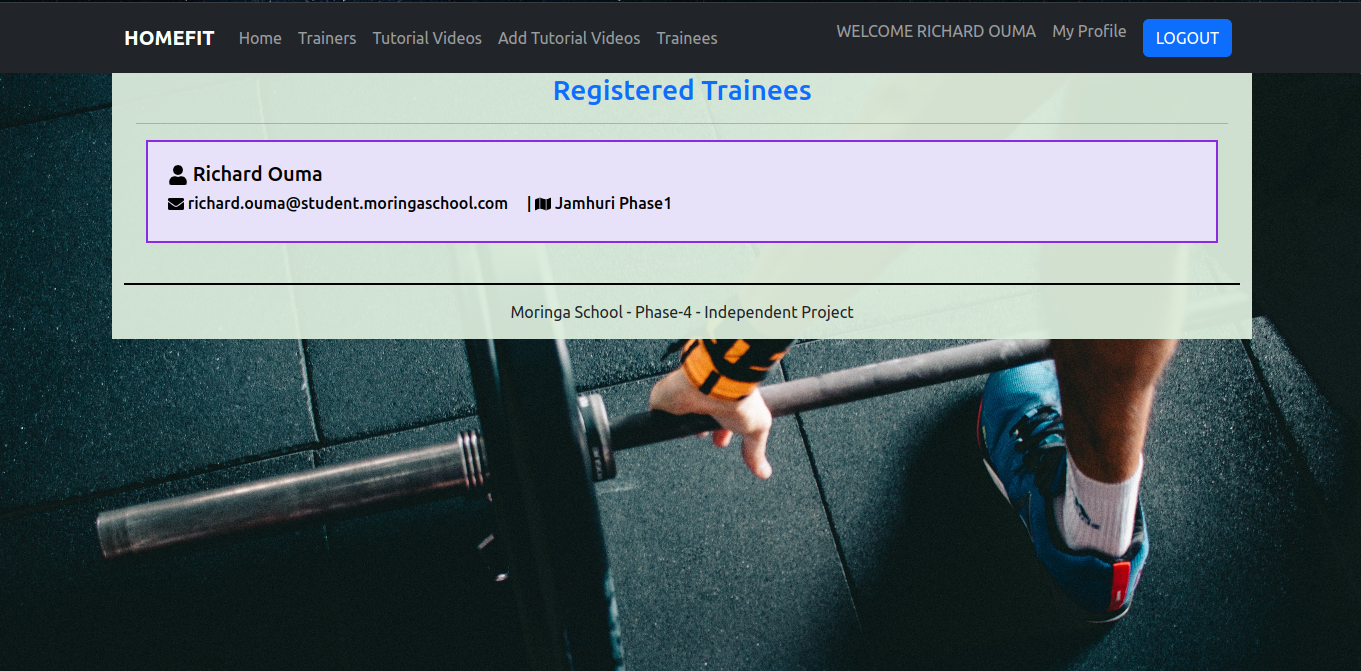 HOMEFIT Home Trainers Tutorial Videos Add Tutorial Videos Trainees WELCOME RICHARD OUMA My Profile LOGOUT
Registered Trainees
Richard Ouma
richard.ouma@student.moringaschool.com | Jamhuri Phase1
Moringa School - Phase-4 - Independent Project